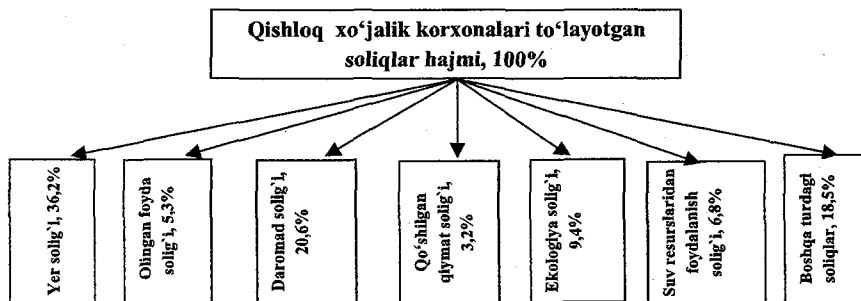 Qishloq xo‘jalik korxonalari to‘layotgan
soliqlar hajmi, 100%
Yer solig`i, 36,2%
Olingan foyda
solig`i, 5,3%
Daromad solig`i,
20,6%
Qo‘shilgan
qiymat solig`i,
3,2%
Ekologiya solig`i,
9,4%
Suv resurslaridan
foydalanish
solig`i, 6,8%
Boshqa turdagi
soliqlar, 18,5%